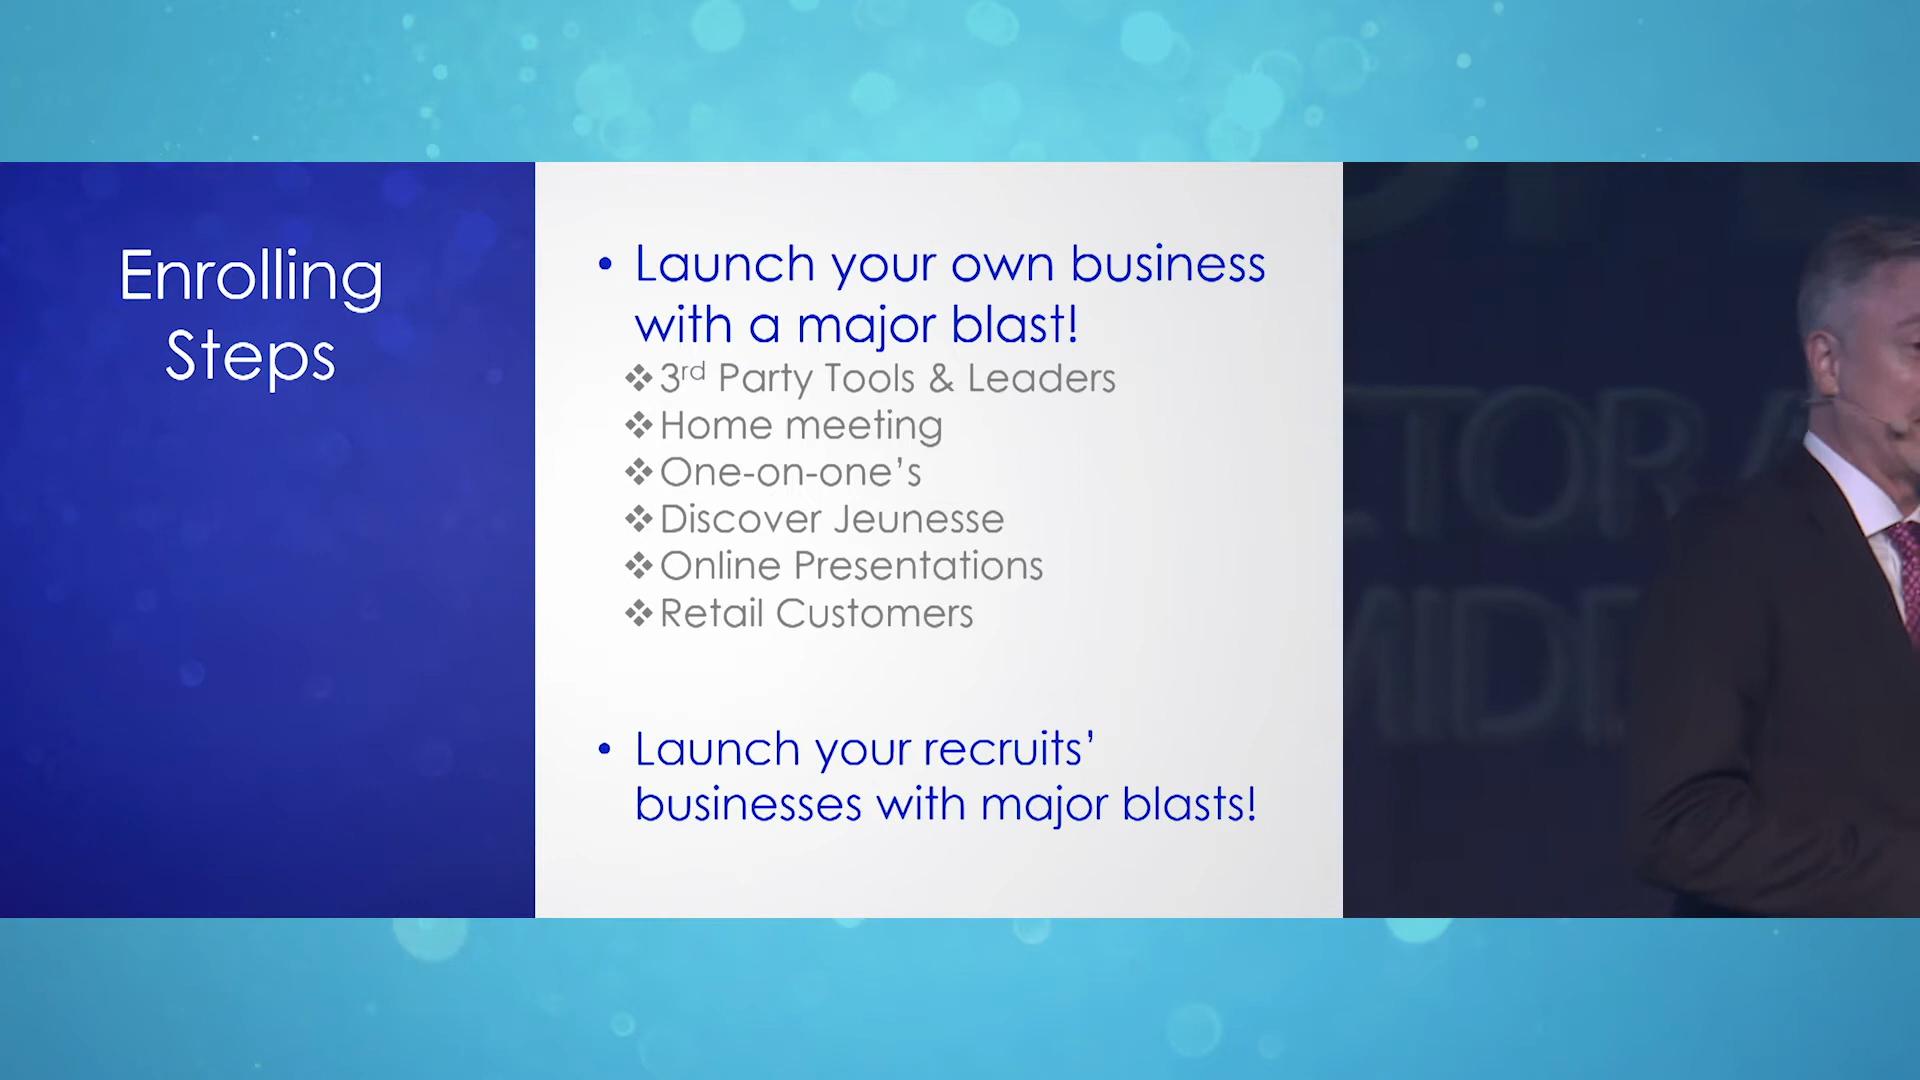 Enrolling
Steps
• Launch your own business
with a major blast!
❖ 3rd Party Tools & Leaders
❖ Home meeting
❖ One-on-one’s
❖ Discover Jeunesse
❖ Online Presentations
❖ Retail Customers
• Launch your recruits’
businesses with major blasts!